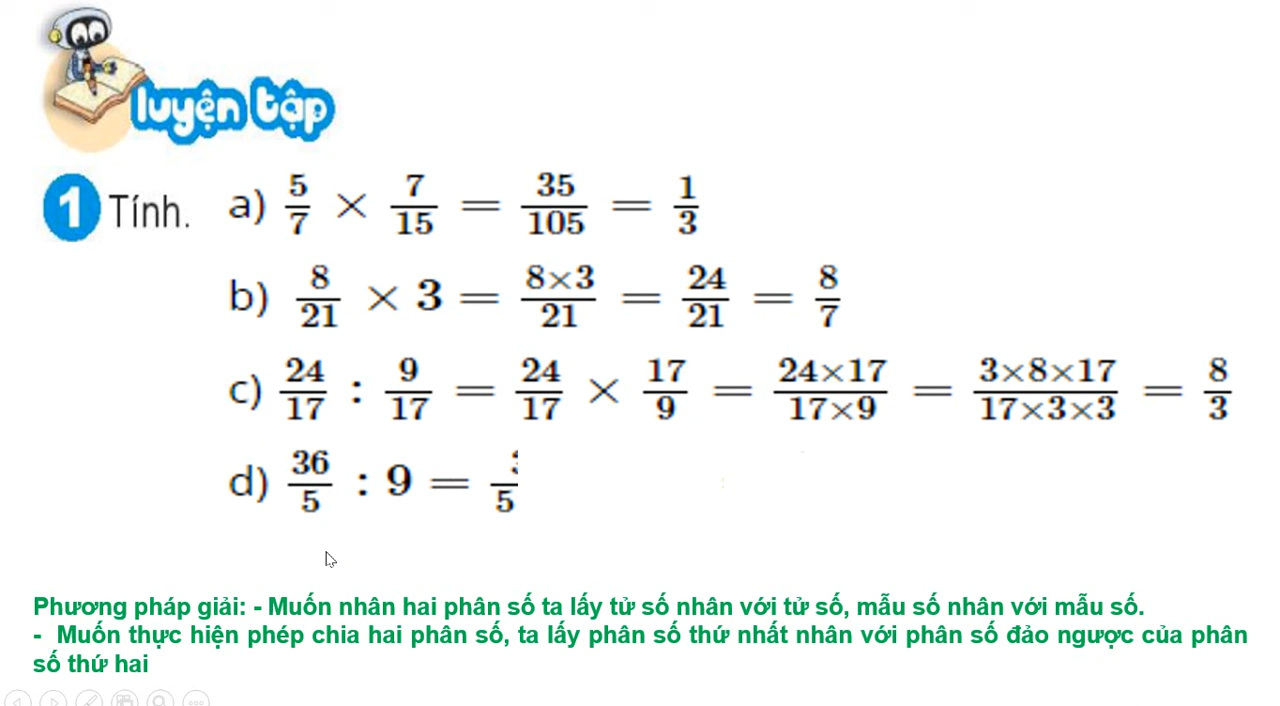 luyện tập
1 Tính. a) 5/7 × 7/15 = 35/105 = 1/3
b) 8/21 × 3 = 8×3/21 = 24/21 = 8/7
c) 24/17 : 9/17 = 24/17 × 17/9 = 24×17/17×9 = 3×8×17/17×3×3 = 8/3
d) 36/5 : 9 =
Phương pháp giải: - Muốn nhân hai phân số ta lấy tử số nhân với tử số, mẫu số nhân với mẫu số.
- Muốn thực hiện phép chia hai phân số, ta lấy phân số thứ nhất nhân với phân số đảo ngược của phân
số thứ hai